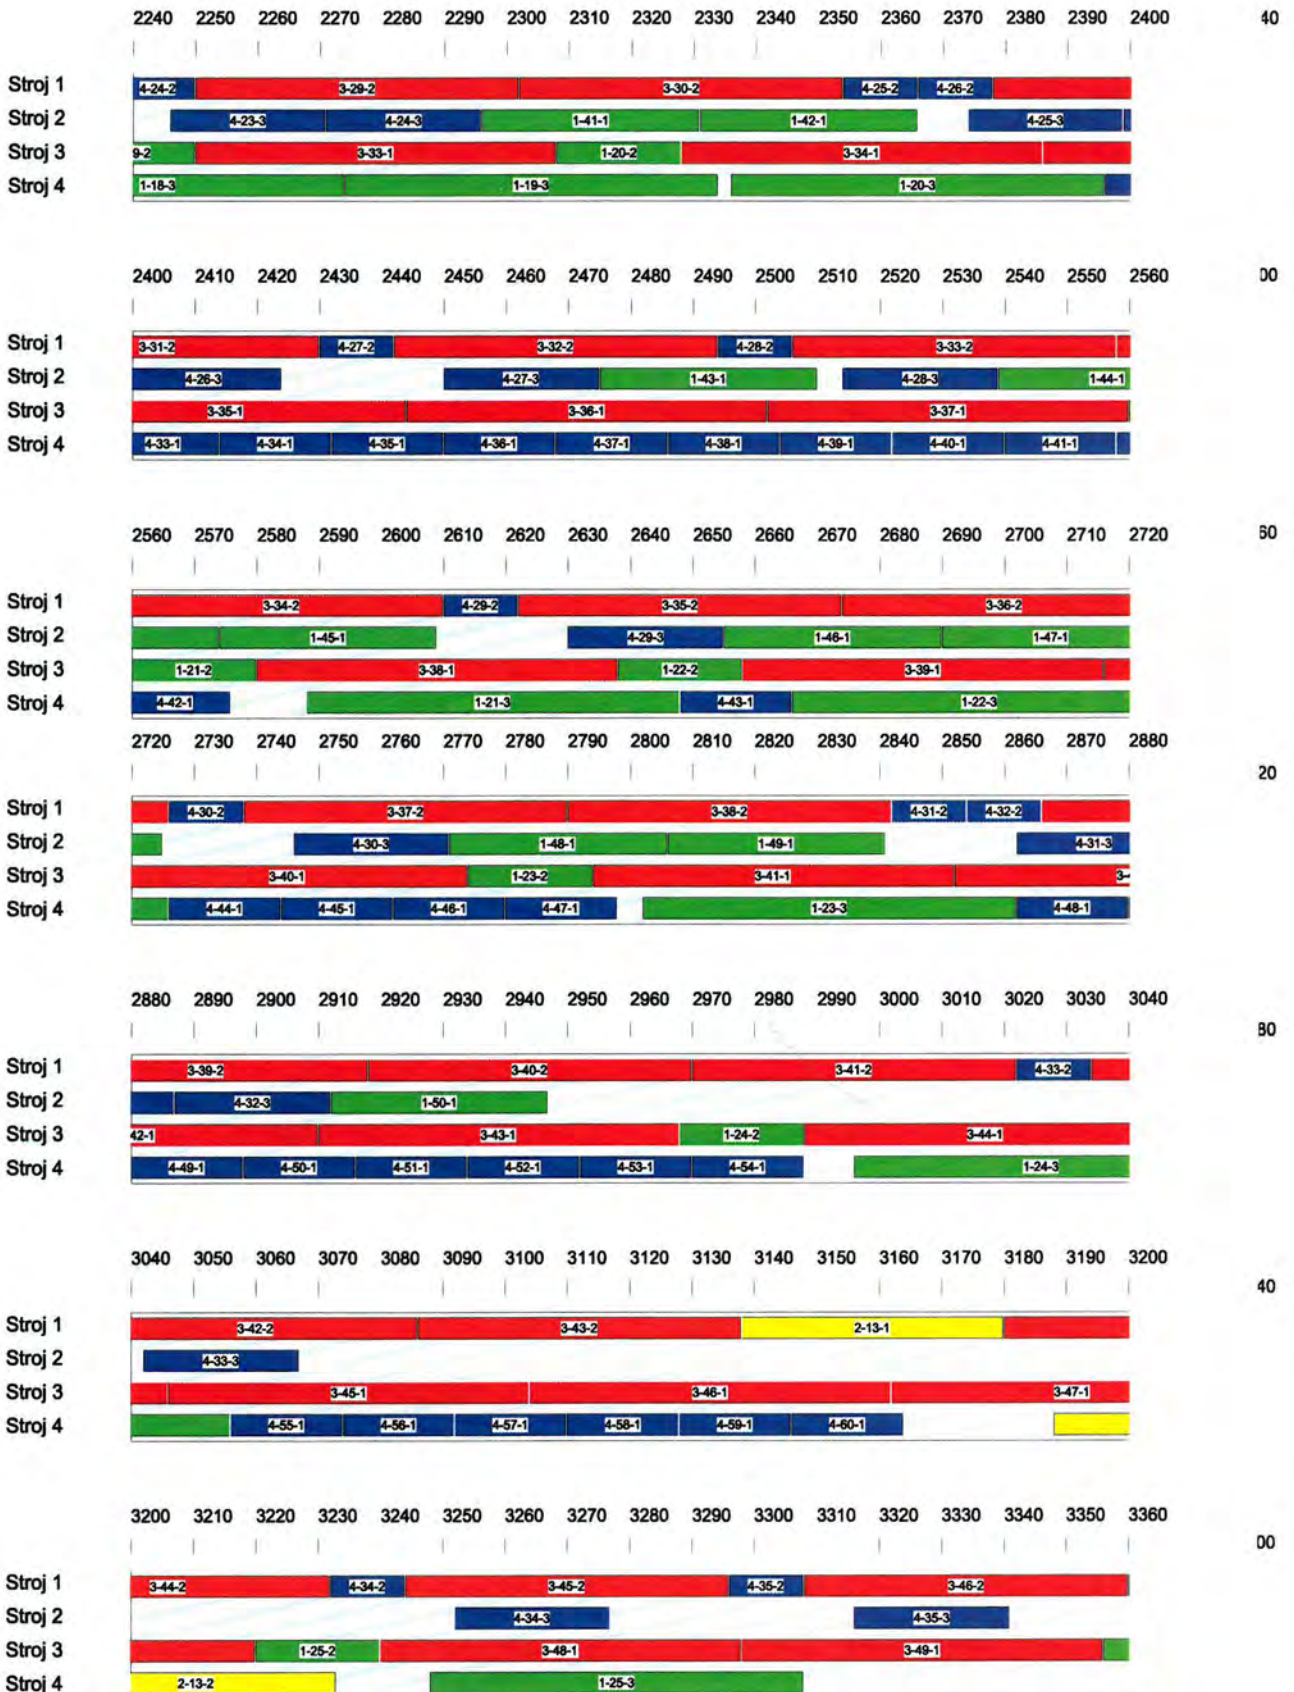 2240 2250 2260 2270 2280 2290 2300 2310 2320 2330 2340 2350 2360 2370 2380 2390 2400 40
Stroj 1 4-24-2 3-29-2 3-30-2 4-25-2 4-26-2
Stroj 2 4-23-3 4-24-3 1-41-1 1-42-1 4-25-3
Stroj 3 9-2 3-33-1 1-20-2 3-34-1
Stroj 4 1-18-3 1-19-3 1-20-3
2400 2410 2420 2430 2440 2450 2460 2470 2480 2490 2500 2510 2520 2530 2540 2550 2560 00
Stroj 1 3-31-2 4-27-2 3-32-2 4-28-2 3-33-2
Stroj 2 4-26-3 4-27-3 1-43-1 4-28-3 1-44-1
Stroj 3 3-35-1 3-36-1 3-37-1
Stroj 4 4-33-1 4-34-1 4-35-1 4-36-1 4-37-1 4-38-1 4-39-1 4-40-1 4-41-1
2560 2570 2580 2590 2600 2610 2620 2630 2640 2650 2660 2670 2680 2690 2700 2710 2720 60
Stroj 1 3-34-2 4-29-2 3-35-2 3-36-2
Stroj 2 1-45-1 4-29-3 1-46-1 1-47-1
Stroj 3 1-21-2 3-38-1 1-22-2 3-39-1
Stroj 4 4-42-1 1-21-3 4-43-1 1-22-3
2720 2730 2740 2750 2760 2770 2780 2790 2800 2810 2820 2830 2840 2850 2860 2870 2880 20
Stroj 1 4-30-2 3-37-2 3-38-2 4-31-2 4-32-2
Stroj 2 4-30-3 1-48-1 1-49-1 4-31-3
Stroj 3 3-40-1 1-23-2 3-41-1 3-4
Stroj 4 4-44-1 4-45-1 4-46-1 4-47-1 1-23-3 4-48-1
2880 2890 2900 2910 2920 2930 2940 2950 2960 2970 2980 2990 3000 3010 3020 3030 3040 80
Stroj 1 3-39-2 3-40-2 3-41-2 4-33-2
Stroj 2 4-32-3 1-50-1
Stroj 3 42-1 3-43-1 1-24-2 3-44-1
Stroj 4 4-49-1 4-50-1 4-51-1 4-52-1 4-53-1 4-54-1 1-24-3
3040 3050 3060 3070 3080 3090 3100 3110 3120 3130 3140 3150 3160 3170 3180 3190 3200 40
Stroj 1 3-42-2 3-43-2 2-13-1
Stroj 2 4-33-3
Stroj 3 3-45-1 3-46-1 3-47-1
Stroj 4 4-55-1 4-56-1 4-57-1 4-58-1 4-59-1 4-60-1
3200 3210 3220 3230 3240 3250 3260 3270 3280 3290 3300 3310 3320 3330 3340 3350 3360 00
Stroj 1 3-44-2 4-34-2 3-45-2 4-35-2 3-46-2
Stroj 2 4-34-3 4-35-3
Stroj 3 1-25-2 3-48-1 3-49-1
Stroj 4 2-13-2 1-25-3